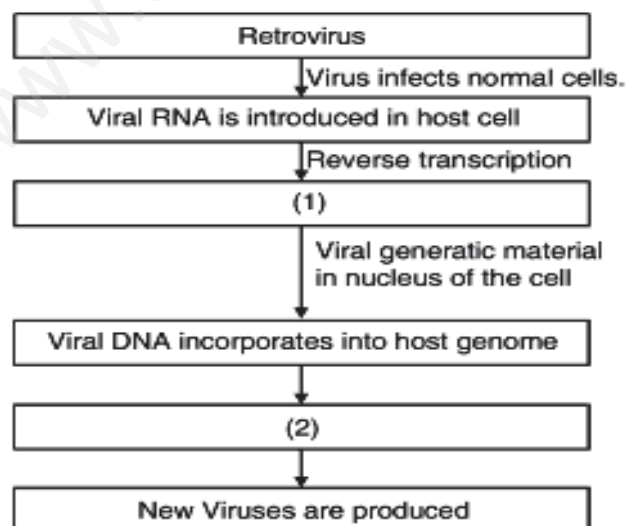 Retrovirus
Virus infects normal cells.
Viral RNA is introduced in host cell
Reverse transcription
(1)
Viral generatic material
in nucleus of the cell
Viral DNA incorporates into host genome
(2)
New Viruses are produced